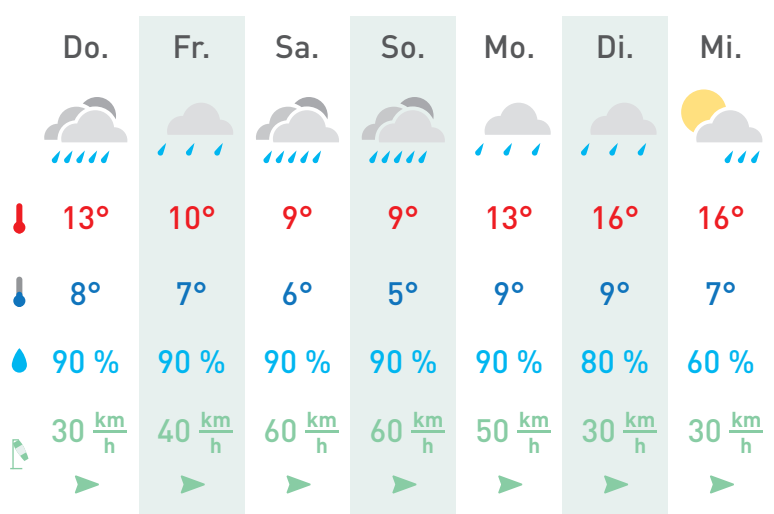 Do. Fr. Sa. So. Mo. Di. Mi.
13° 10° 9° 9° 13° 16° 16°
8° 7° 6° 5° 9° 9° 7°
90 % 90 % 90 % 90 % 90 % 80 % 60 %
30 km/h 40 km/h 60 km/h 60 km/h 50 km/h 30 km/h 30 km/h